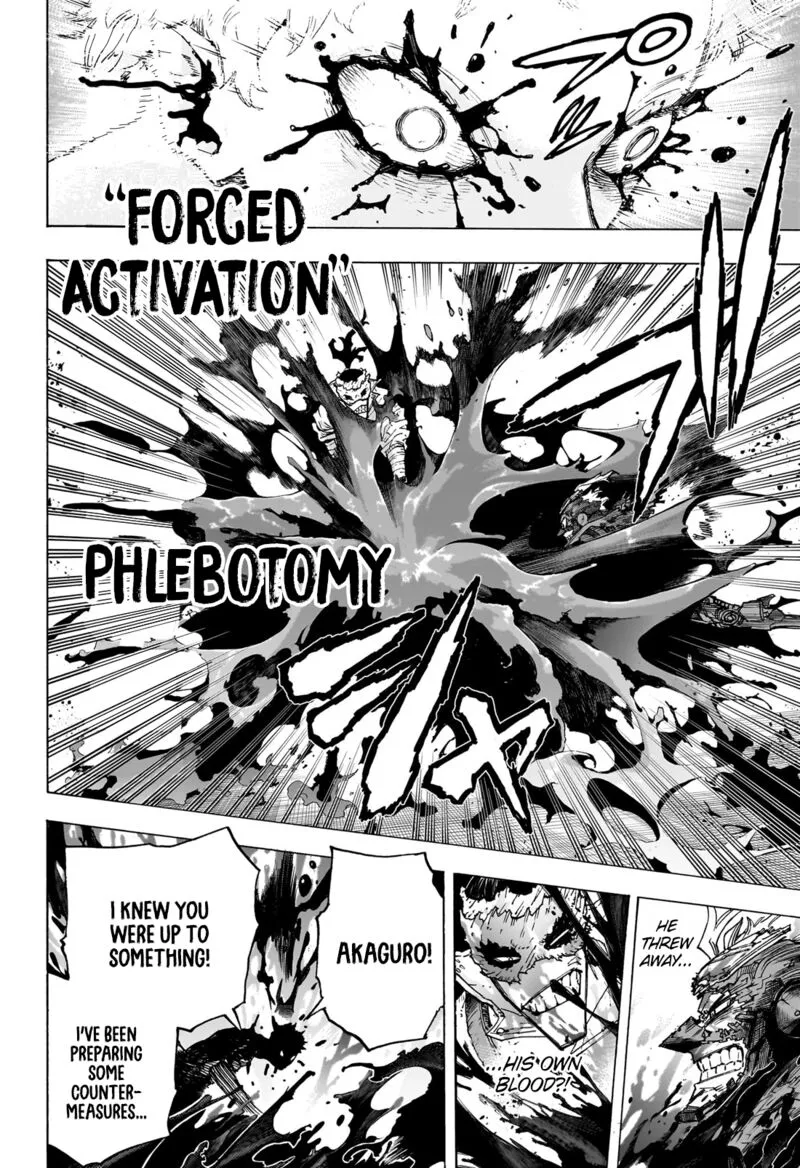 “FORCED
ACTIVATION”
PHLEBOTOMY
HE
THREW
AWAY...
...HIS OWN
BLOOD?!
AKAGURO!
I KNEW YOU
WERE UP TO
SOMETHING!
I'VE BEEN
PREPARING
SOME
COUNTER-
MEASURES...